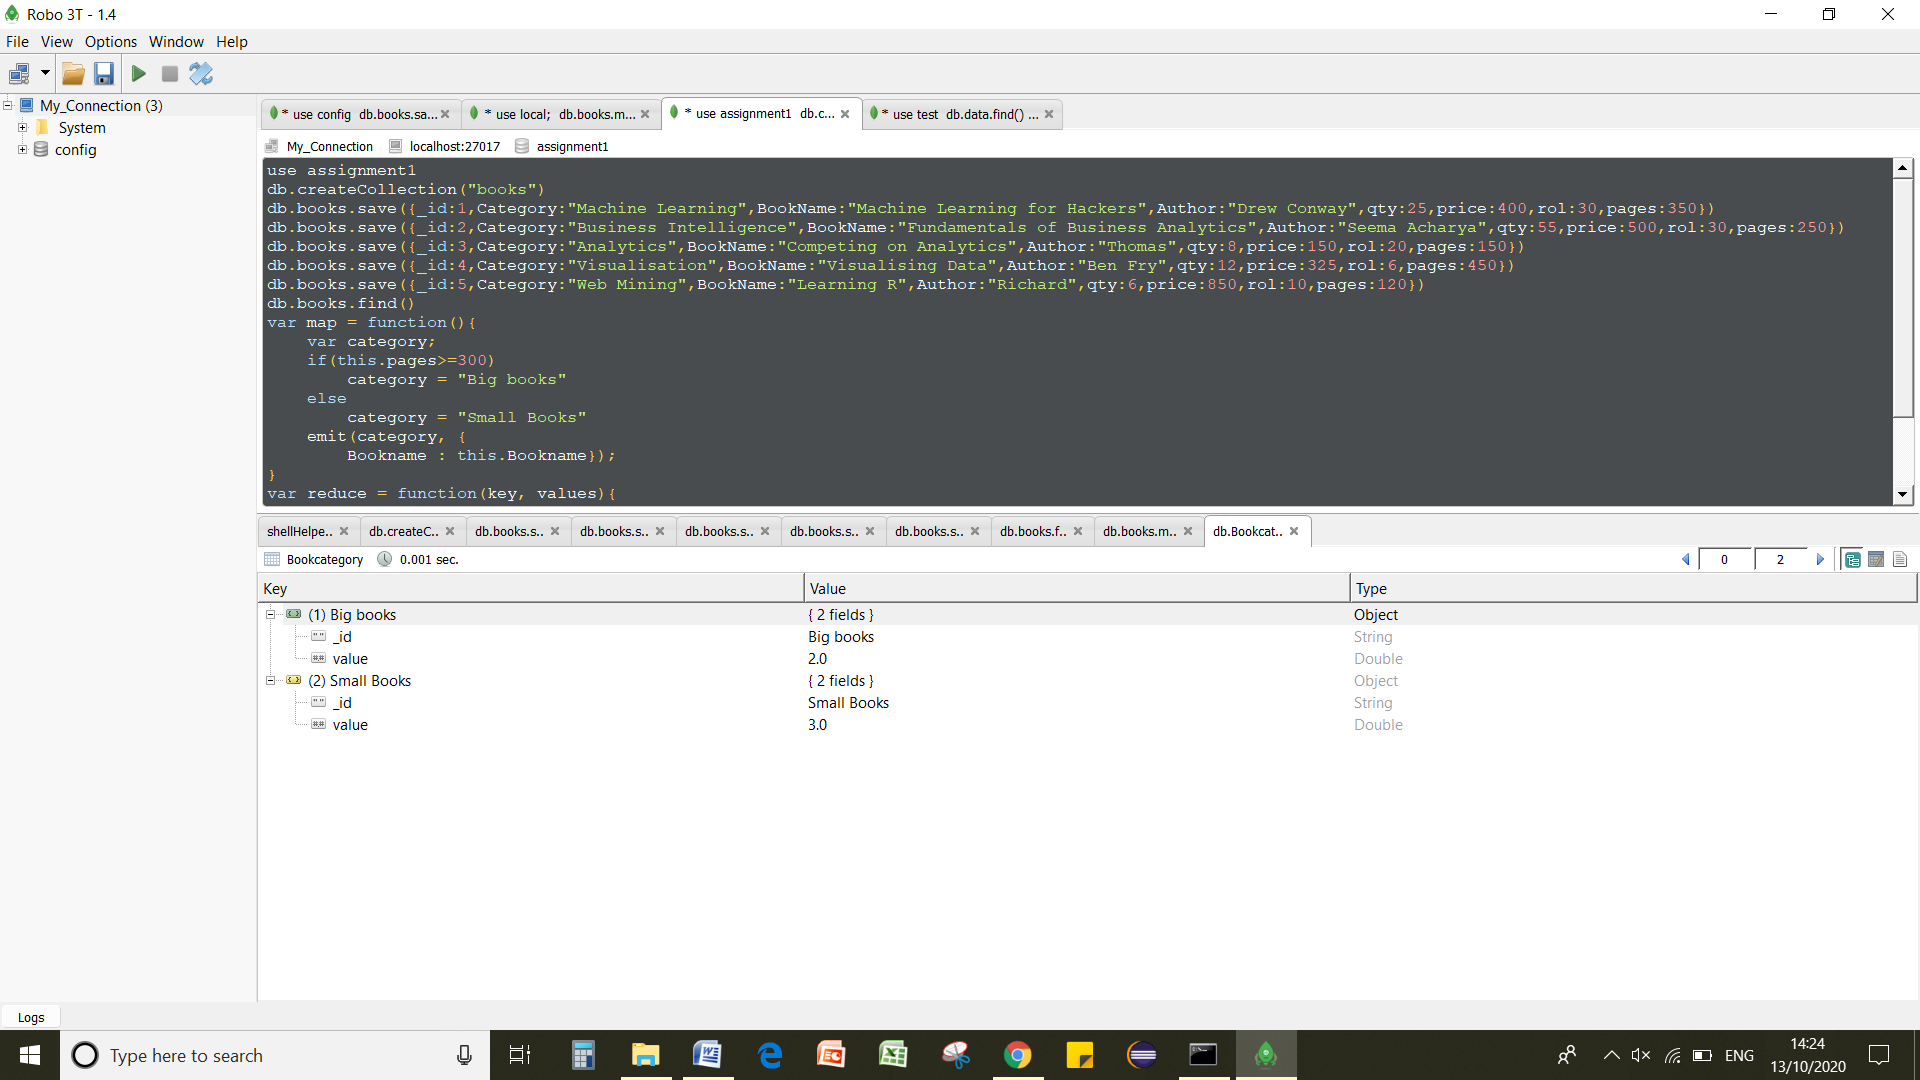 Robo 3T - 1.4
File View Options Window Help
My_Connection (3)
System
config
* use config db.books.sa...
* use local; db.books.m...
* use assignment1 db.c...
* use test db.data.find() ...
My_Connection localhost:27017 assignment1
use assignment1
db.createCollection("books")
db.books.save({_id:1,Category:"Machine Learning",BookName:"Machine Learning for Hackers",Author:"Drew Conway",qty:25,price:400,rol:30,pages:350})
db.books.save({_id:2,Category:"Business Intelligence",BookName:"Fundamentals of Business Analytics",Author:"Seema Acharya",qty:55,price:500,rol:30,pages:250})
db.books.save({_id:3,Category:"Analytics",BookName:"Competing on Analytics",Author:"Thomas",qty:8,price:150,rol:20,pages:150})
db.books.save({_id:4,Category:"Visualisation",BookName:"Visualising Data",Author:"Ben Fry",qty:12,price:325,rol:6,pages:450})
db.books.save({_id:5,Category:"Web Mining",BookName:"Learning R",Author:"Richard",qty:6,price:850,rol:10,pages:120})
db.books.find()
var map = function(){
var category;
if(this.pages>=300)
category = "Big books"
else
category = "Small Books"
emit(category, {
Bookname : this.Bookname});
}
var reduce = function(key, values){
shellHelpe.. db.createC.. db.books.s.. db.books.s.. db.books.s.. db.books.s.. db.books.s.. db.books.f.. db.books.m.. db.Bookcat..
Bookcategory 0.001 sec. 0 2
Key Value Type
(1) Big books { 2 fields } Object
_id Big books String
value 2.0 Double
(2) Small Books { 2 fields } Object
_id Small Books String
value 3.0 Double
Logs
Type here to search
ENG
14:24
13/10/2020